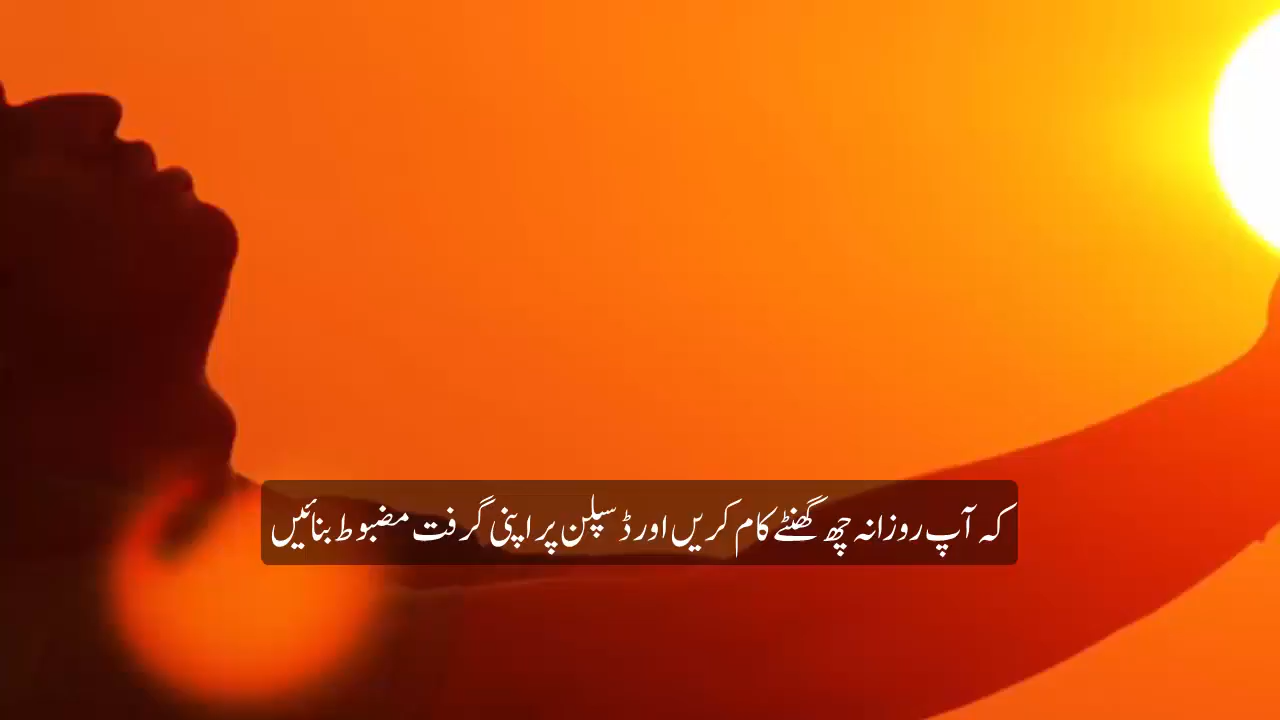 کہ آپ روزانہ چھ گھنٹے کام کریں اور ڈسپلن پر اپنی گرفت مضبوط بنائیں